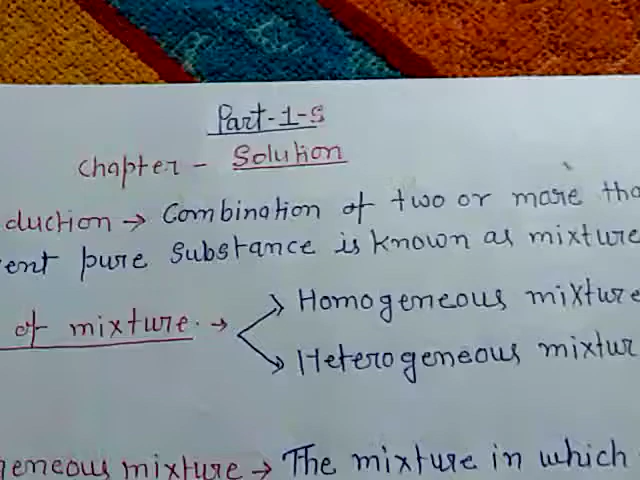 Part-1-S
Chapter - Solution
duction → Combination of two or more tha
ent pure substance is known as mixture
of mixture. → Homogeneous mixture
Heterogeneous mixtur
geneous mixture → The mixture in which